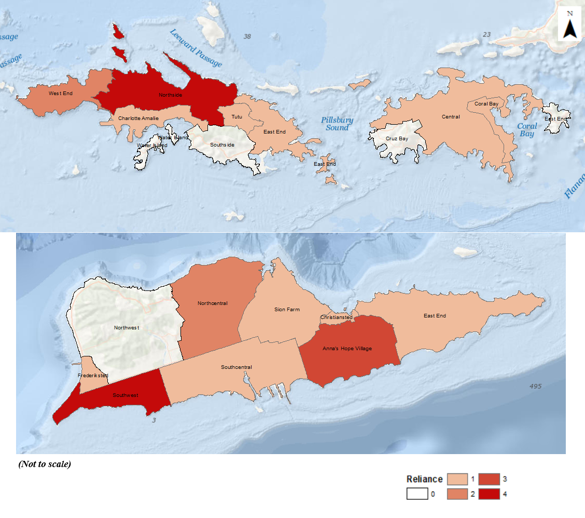 N
38
23
Leeward Passage
ssage
assage
West End
Northside
Charlotte Amalie
Tutu
East End
Water Island
Southside
East End
Pillsbury
Sound
Cruz Bay
Central
Coral Bay
Coral
Bay
East End
Northwest
Northcentral
Sion Farm
Christiansted
East End
Anna's Hope Village
Southcentral
Frederiksted
Southwest
3
495
(Not to scale)
Reliance
1
3
0
2
4